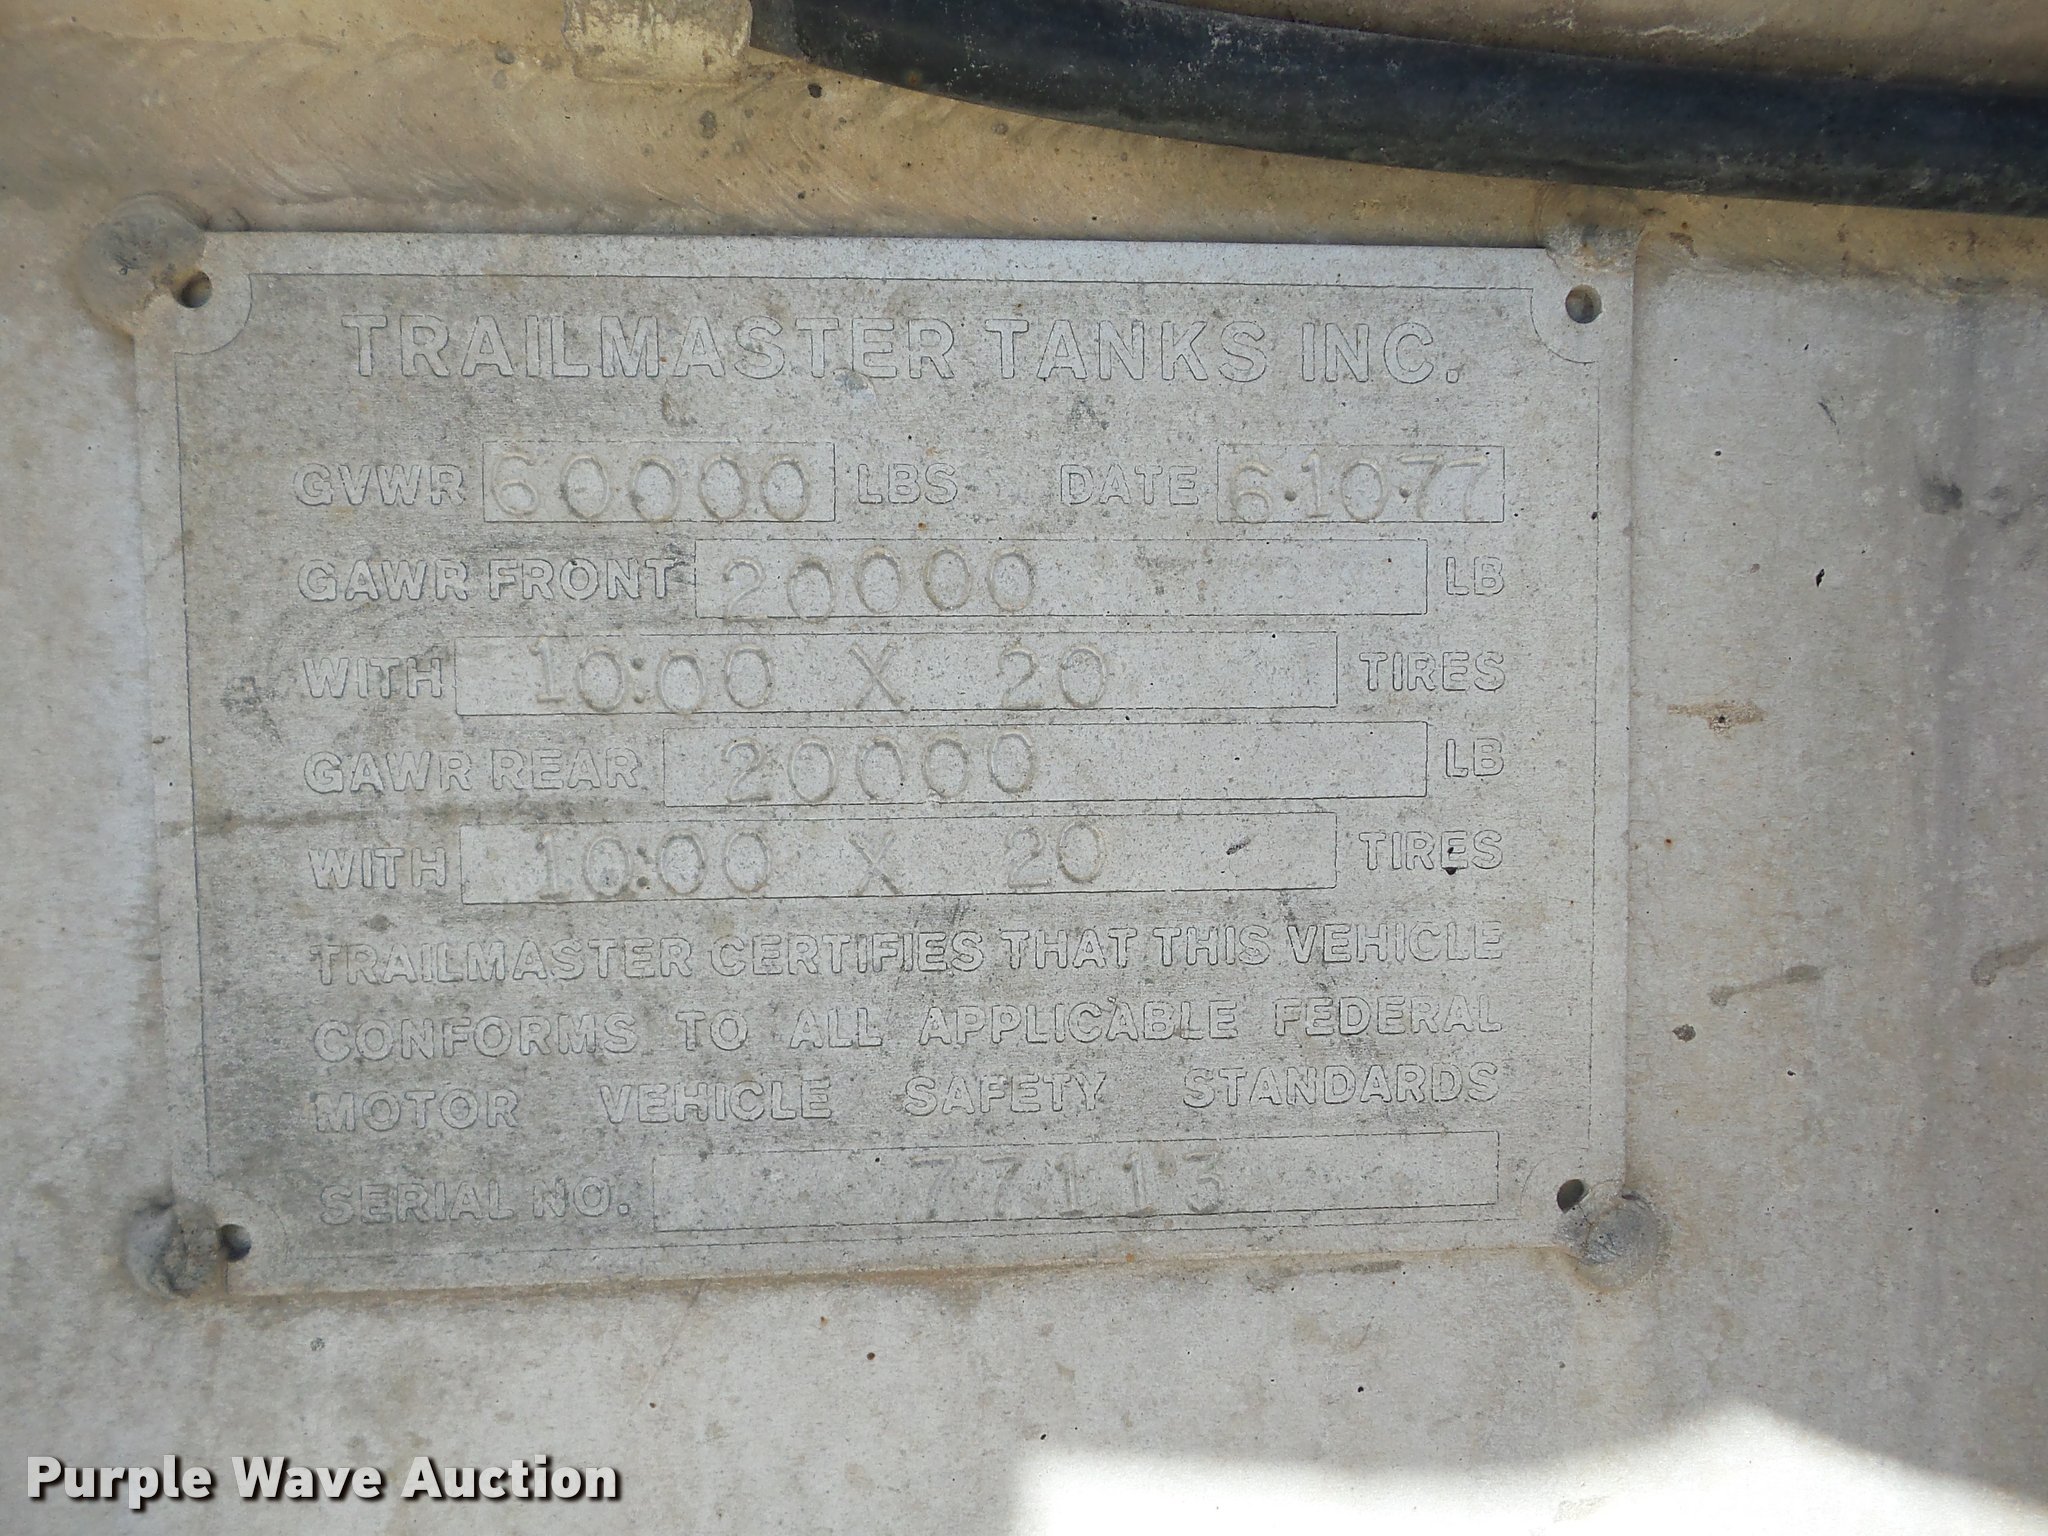 TRAILMASTER TANKS INC.
GVWR 60000 LBS DATE 6.10.77
GAWR FRONT 20000 LB
WITH 10:00 X 20 TIRES
GAWR REAR 20000 LB
WITH 10:00 X 20 TIRES
TRAILMASTER CERTIFIES THAT THIS VEHICLE
CONFORMS TO ALL APPLICABLE FEDERAL
MOTOR VEHICLE SAFETY STANDARDS
SERIAL NO. 77113
Purple Wave Auction